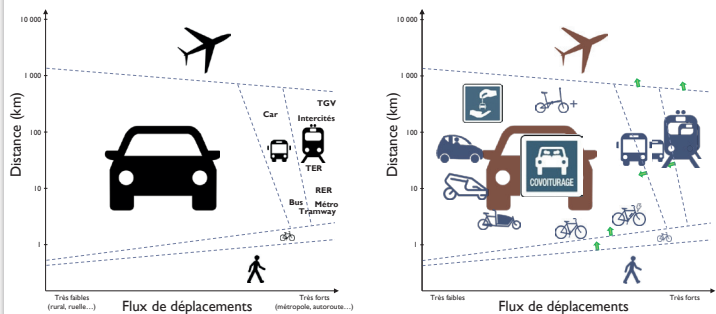 10 000
1 000
100
10
1
Distance (km)
TGV
Car
Intercités
TER
RER
Bus
Métro
Tramway
Très faibles
(rural, ruelle…)
Flux de déplacements
Très forts
(métropole, autoroute…)
10 000
1 000
100
10
1
Distance (km)
+
COVOITURAGE
Très faibles
Flux de déplacements
Très forts